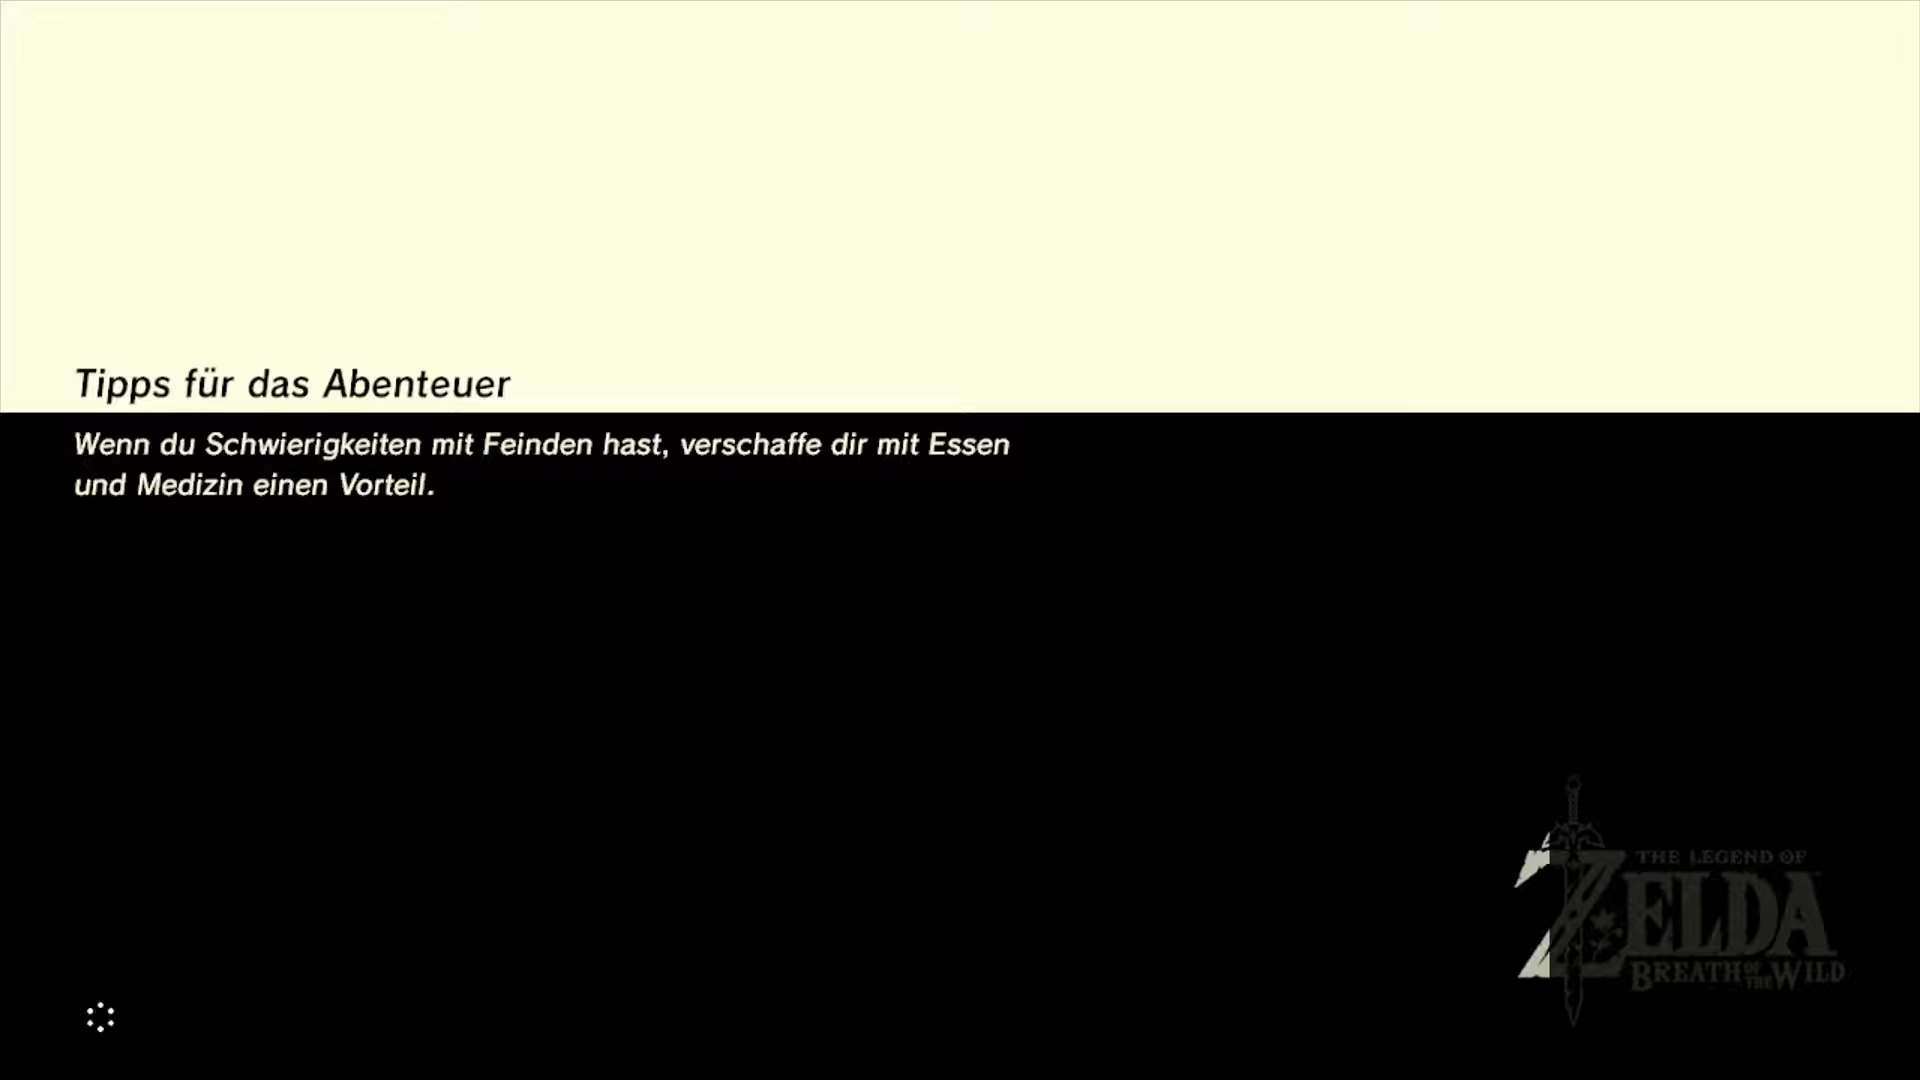 Tipps für das Abenteuer
Wenn du Schwierigkeiten mit Feinden hast, verschaffe dir mit Essen
und Medizin einen Vorteil.
THE LEGEND OF
ZELDA
BREATH OF THE WILD